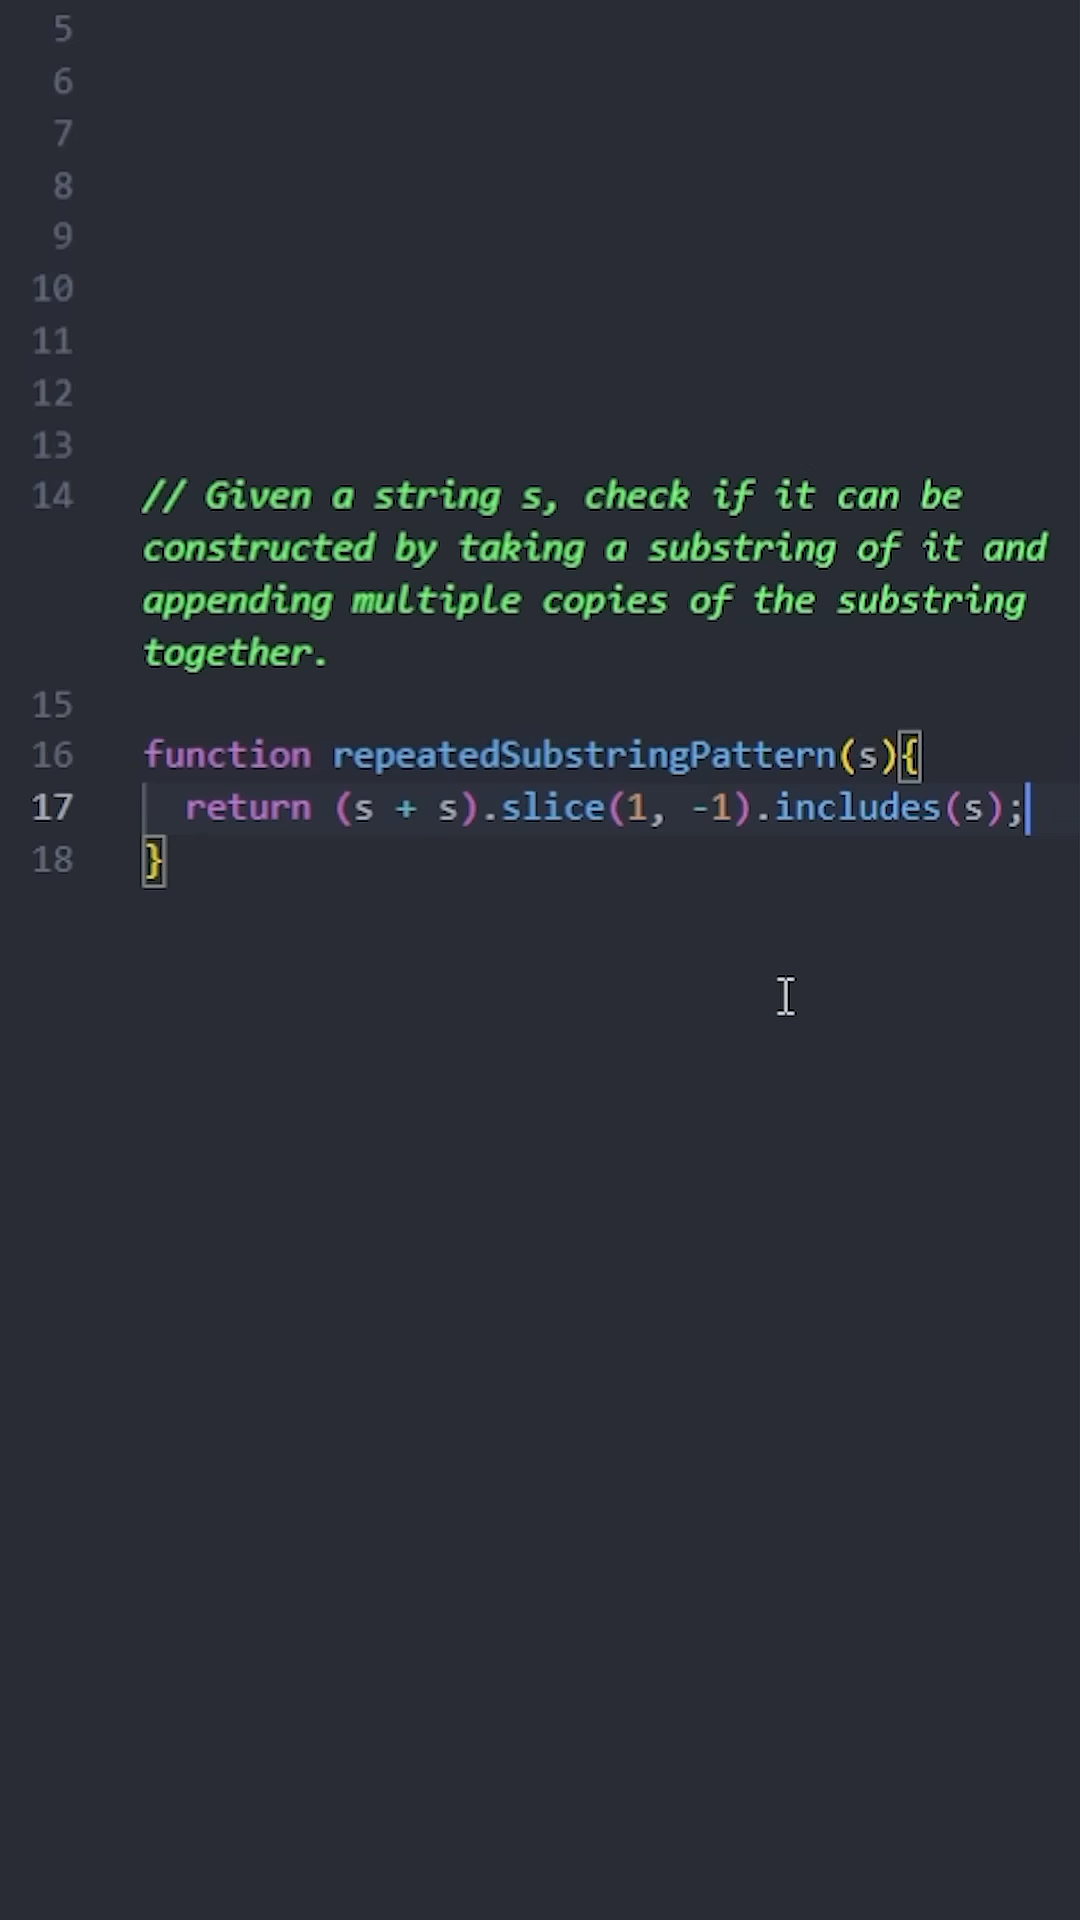 5
6
7
8
9
10
11
12
13
14 // Given a string s, check if it can be
constructed by taking a substring of it and
appending multiple copies of the substring
together.
15
16 function repeatedSubstringPattern(s){
17 return (s + s).slice(1, -1).includes(s);
18 }